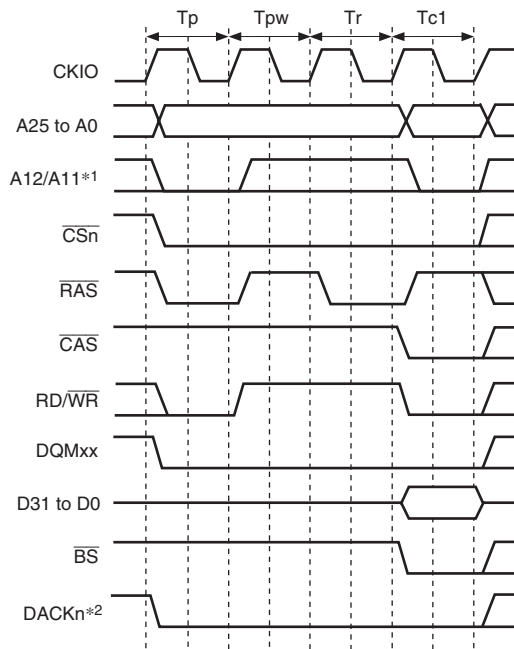 Tp Tpw Tr Tc1
CKIO
A25 to A0
A12/A11*1
CSn
RAS
CAS
RD/WR
DQMxx
D31 to D0
BS
DACKn*2